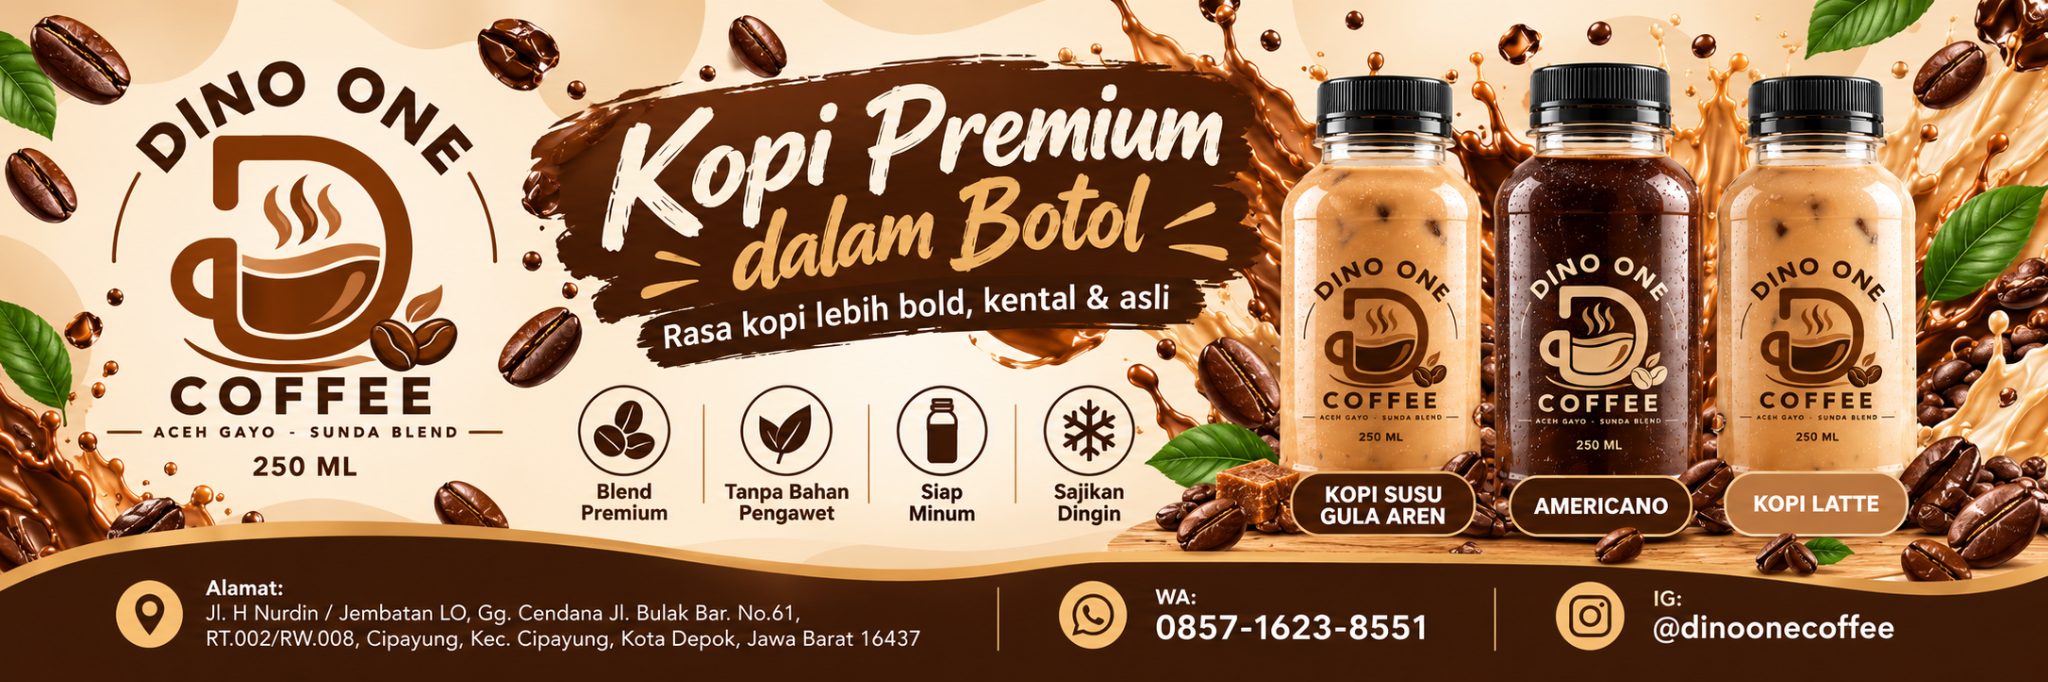 DINO ONE
COFFEE
ACEH GAYO - SUNDA BLEND
250 ML
Kopi Premium
dalam Botol
Rasa kopi lebih bold, kental & asli
Blend
Premium
Tanpa Bahan
Pengawet
Siap
Minum
Sajikan
Dingin
DINO ONE
COFFEE
ACEH GAYO - SUNDA BLEND
250 ML
KOPI SUSU
GULA AREN
DINO ONE
COFFEE
ACEH GAYO - SUNDA BLEND
250 ML
AMERICANO
DINO ONE
COFFEE
ACEH GAYO - SUNDA BLEND
250 ML
KOPI LATTE
Alamat:
Jl. H Nurdin / Jembatan LO, Gg. Cendana Jl. Bulak Bar. No.61,
RT.002/RW.008, Cipayung, Kec. Cipayung, Kota Depok, Jawa Barat 16437
WA:
0857-1623-8551
IG:
@dinoonecoffee